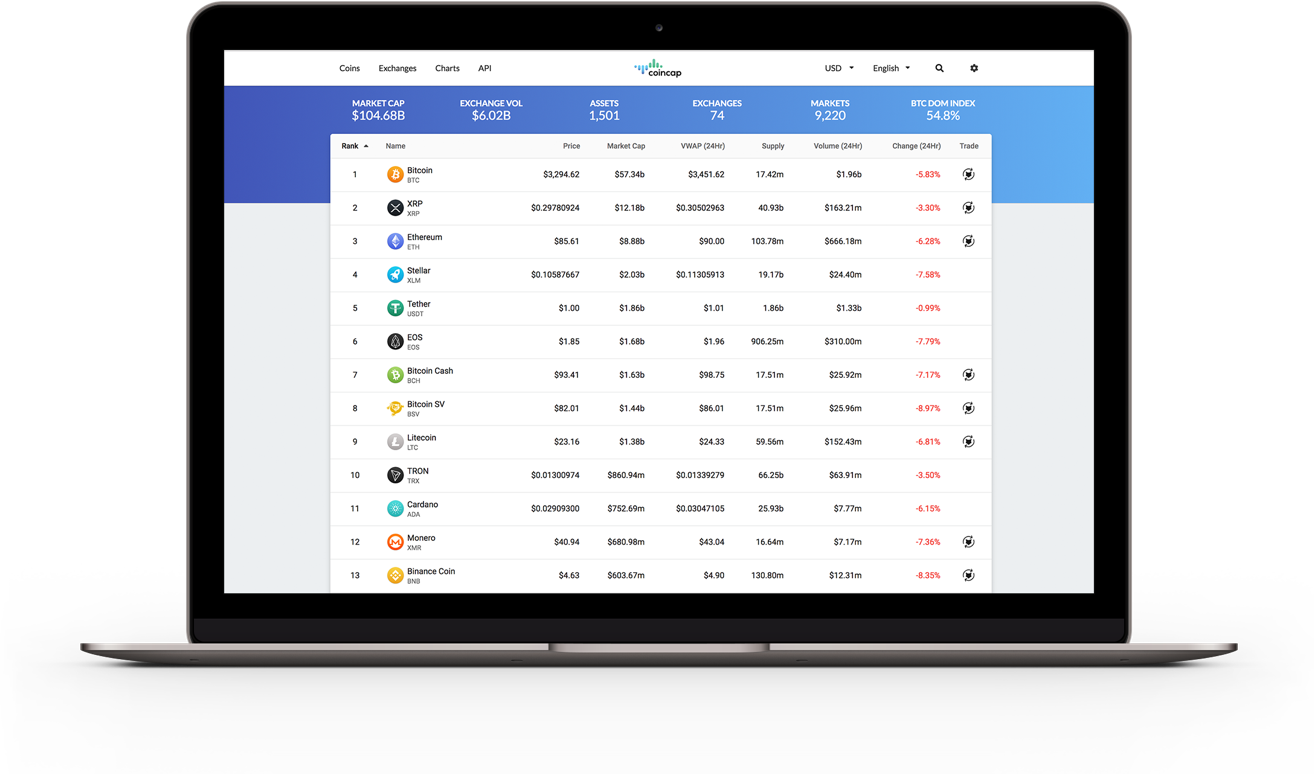 Coins Exchanges Charts API coincap USD English
MARKET CAP EXCHANGE VOL ASSETS EXCHANGES MARKETS BTC DOM INDEX
$104.68B $6.02B 1,501 74 9,220 54.8%
Rank Name Price Market Cap VWAP (24Hr) Supply Volume (24Hr) Change (24Hr) Trade
1 Bitcoin $3,294.62 $57.34b $3,451.62 17.42m $1.96b -5.83%
BTC
2 XRP $0.29780924 $12.18b $0.30502963 40.93b $163.21m -3.30%
XRP
3 Ethereum $85.61 $8.88b $90.00 103.78m $666.18m -6.28%
ETH
4 Stellar $0.10587667 $2.03b $0.11305913 19.17b $24.40m -7.58%
XLM
5 Tether $1.00 $1.86b $1.01 1.86b $1.33b -0.99%
USDT
6 EOS $1.85 $1.68b $1.96 906.25m $310.00m -7.79%
EOS
7 Bitcoin Cash $93.41 $1.63b $98.75 17.51m $25.92m -7.17%
BCH
8 Bitcoin SV $82.01 $1.44b $86.01 17.51m $25.96m -8.97%
BSV
9 Litecoin $23.16 $1.38b $24.33 59.56m $152.43m -6.81%
LTC
10 TRON $0.01300974 $860.94m $0.01339279 66.25b $63.91m -3.50%
TRX
11 Cardano $0.02909300 $752.69m $0.03047105 25.93b $7.77m -6.15%
ADA
12 Monero $40.94 $680.98m $43.04 16.64m $7.17m -7.36%
XMR
13 Binance Coin $4.63 $603.67m $4.90 130.80m $12.31m -8.35%
BNB